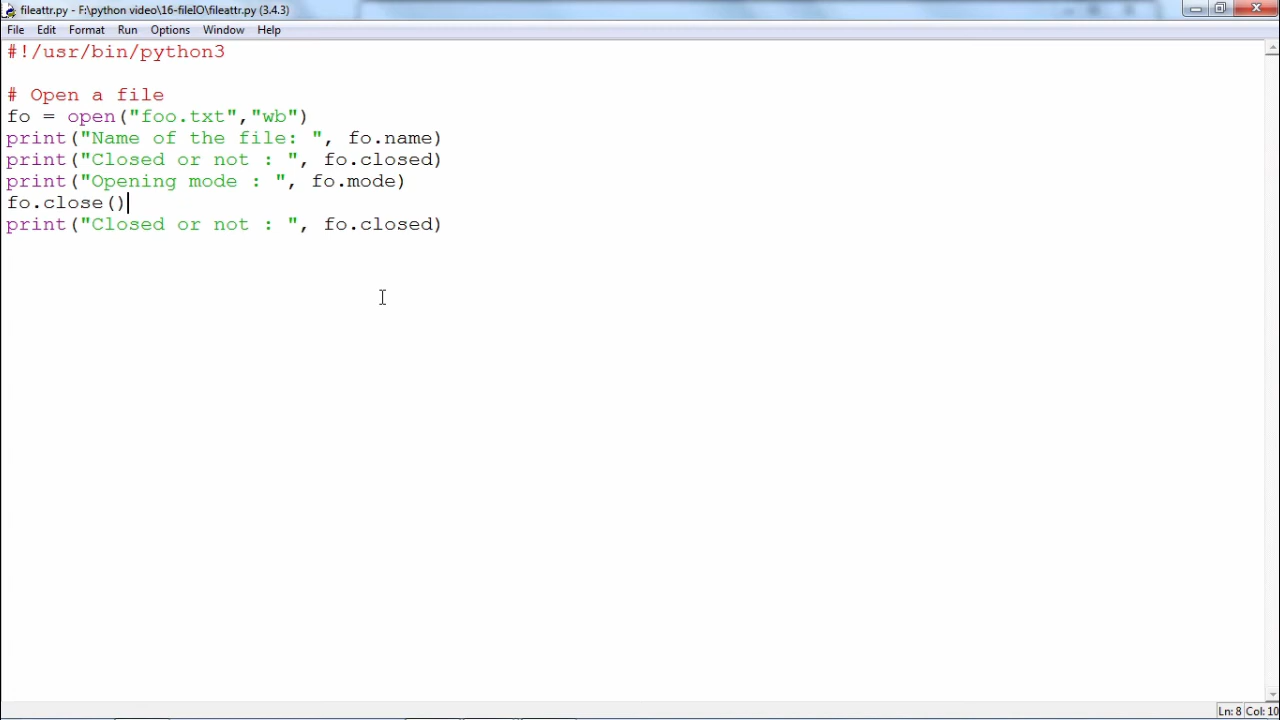 fileattr.py - F:\python video\16-fileIO\fileattr.py (3.4.3)
File Edit Format Run Options Window Help
#!/usr/bin/python3
# Open a file
fo = open("foo.txt","wb")
print("Name of the file: ", fo.name)
print("Closed or not : ", fo.closed)
print("Opening mode : ", fo.mode)
fo.close()
print("Closed or not : ", fo.closed)
Ln: 8 Col: 10